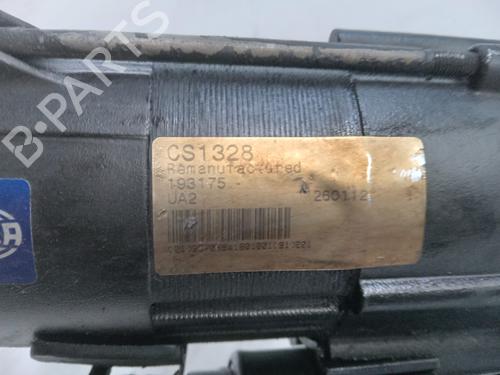 CS1328
Remanufactured
193175
UA2
260112
B-PARTS